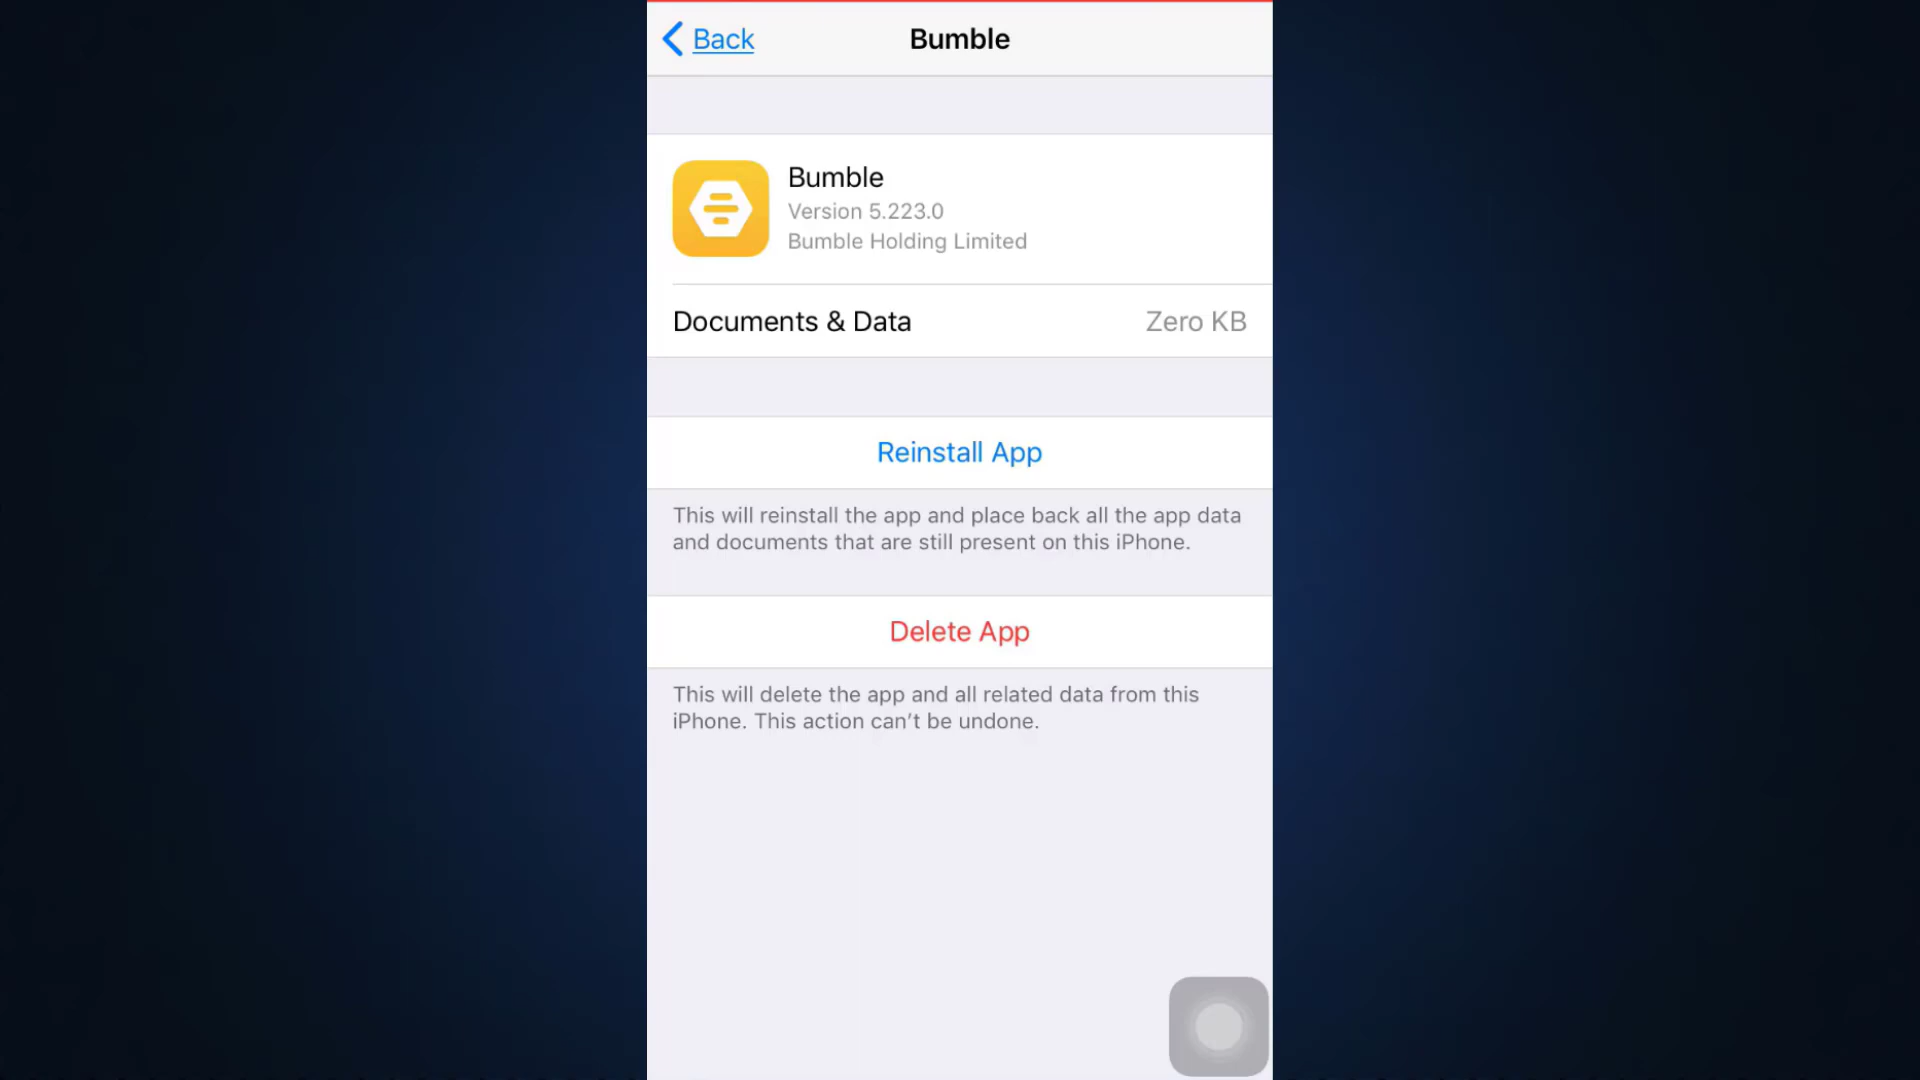 Back
Bumble
Bumble
Version 5.223.0
Bumble Holding Limited
Documents & Data Zero KB
Reinstall App
This will reinstall the app and place back all the app data
and documents that are still present on this iPhone.
Delete App
This will delete the app and all related data from this
iPhone. This action can’t be undone.